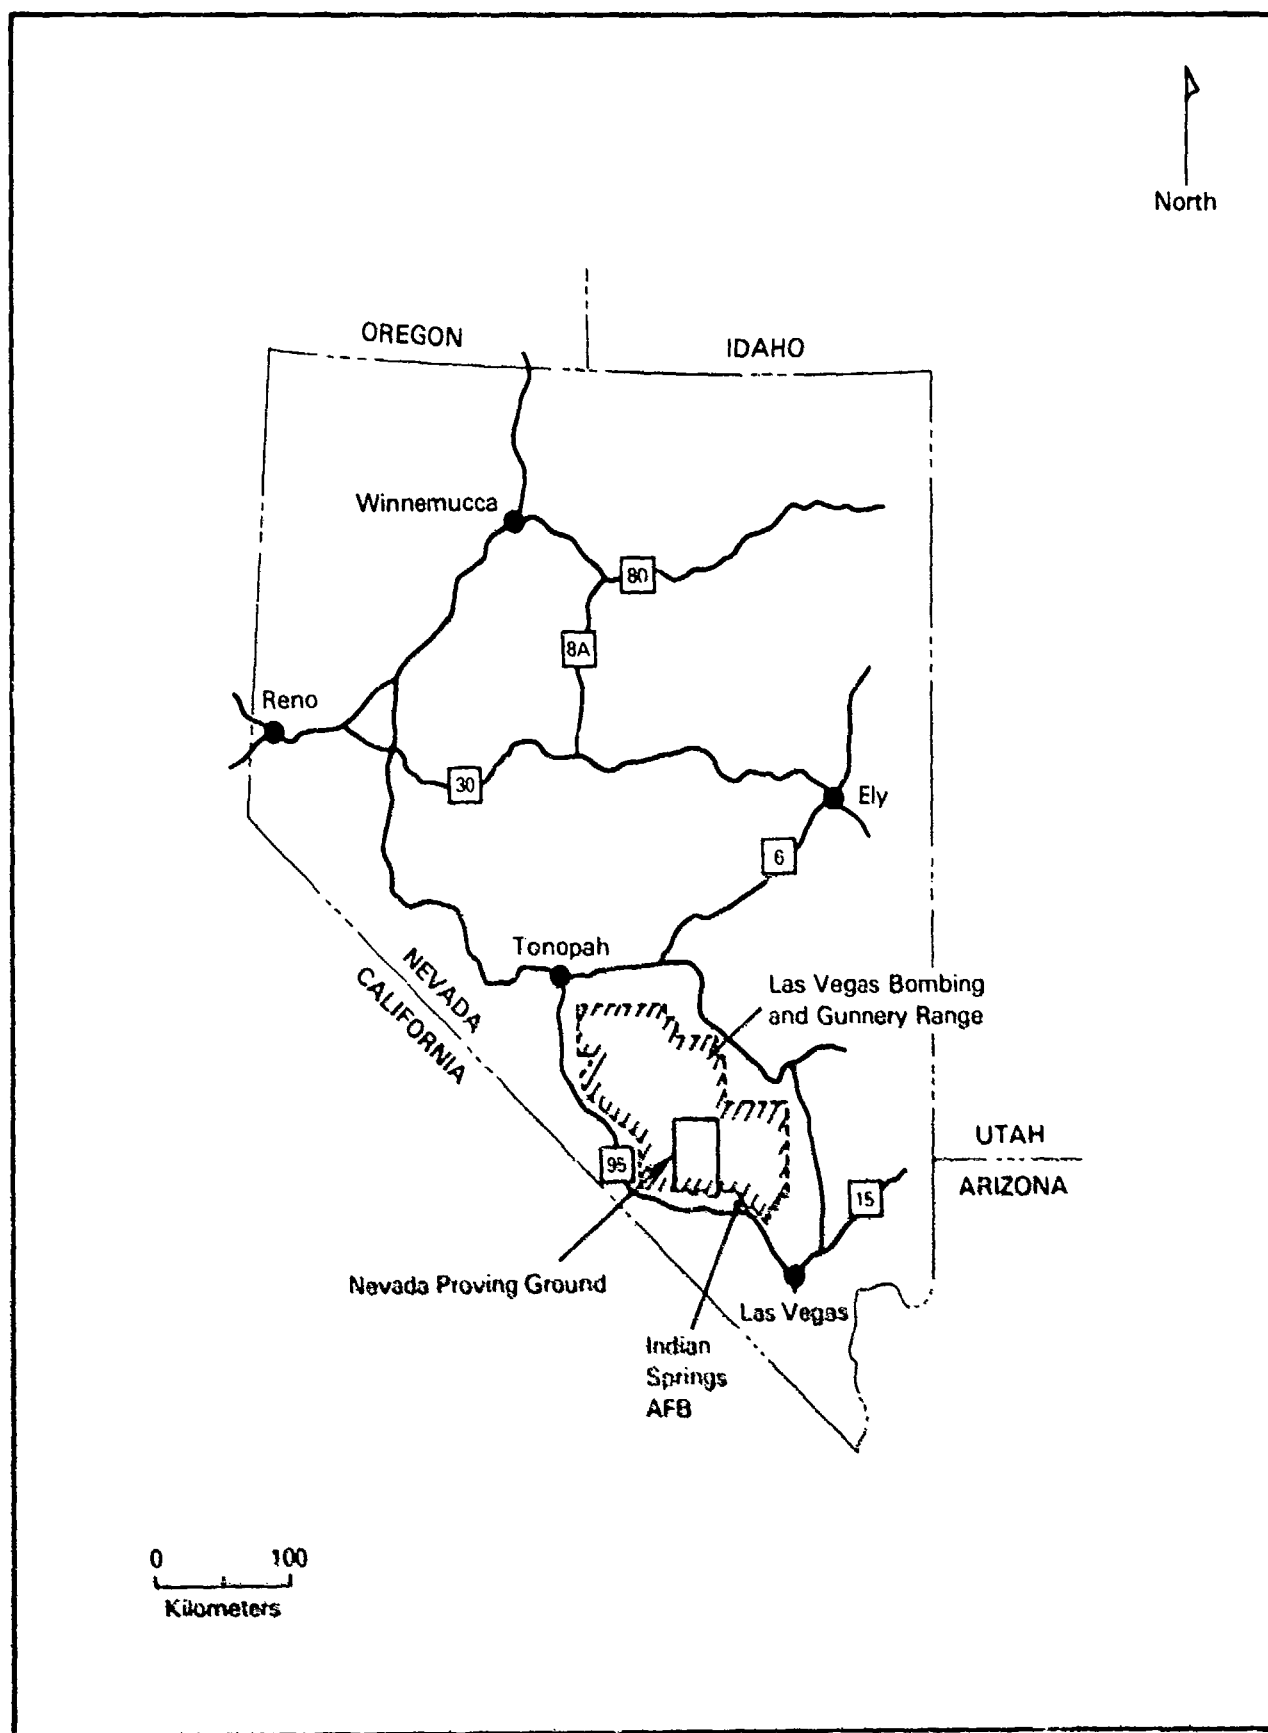 North
OREGON
IDAHO
Winnemucca
80
8A
Reno
30
Ely
6
Tonopah
NEVADA
CALIFORNIA
Las Vegas Bombing
and Gunnery Range
95
UTAH
ARIZONA
15
Nevada Proving Ground
Las Vegas
Indian
Springs
AFB
0 100
Kilometers